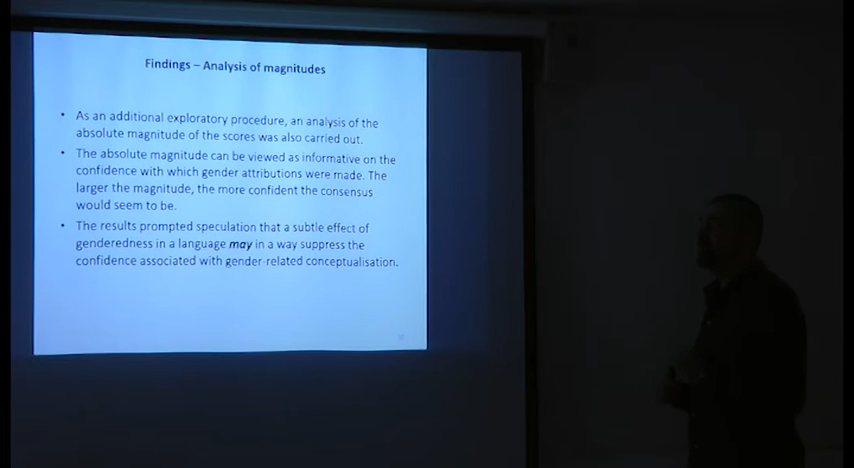 Findings – Analysis of magnitudes
• As an additional exploratory procedure, an analysis of the
absolute magnitude of the scores was also carried out.
• The absolute magnitude can be viewed as informative on the
confidence with which gender attributions were made. The
larger the magnitude, the more confident the consensus
would seem to be.
• The results prompted speculation that a subtle effect of
genderedness in a language may in a way suppress the
confidence associated with gender-related conceptualisation.